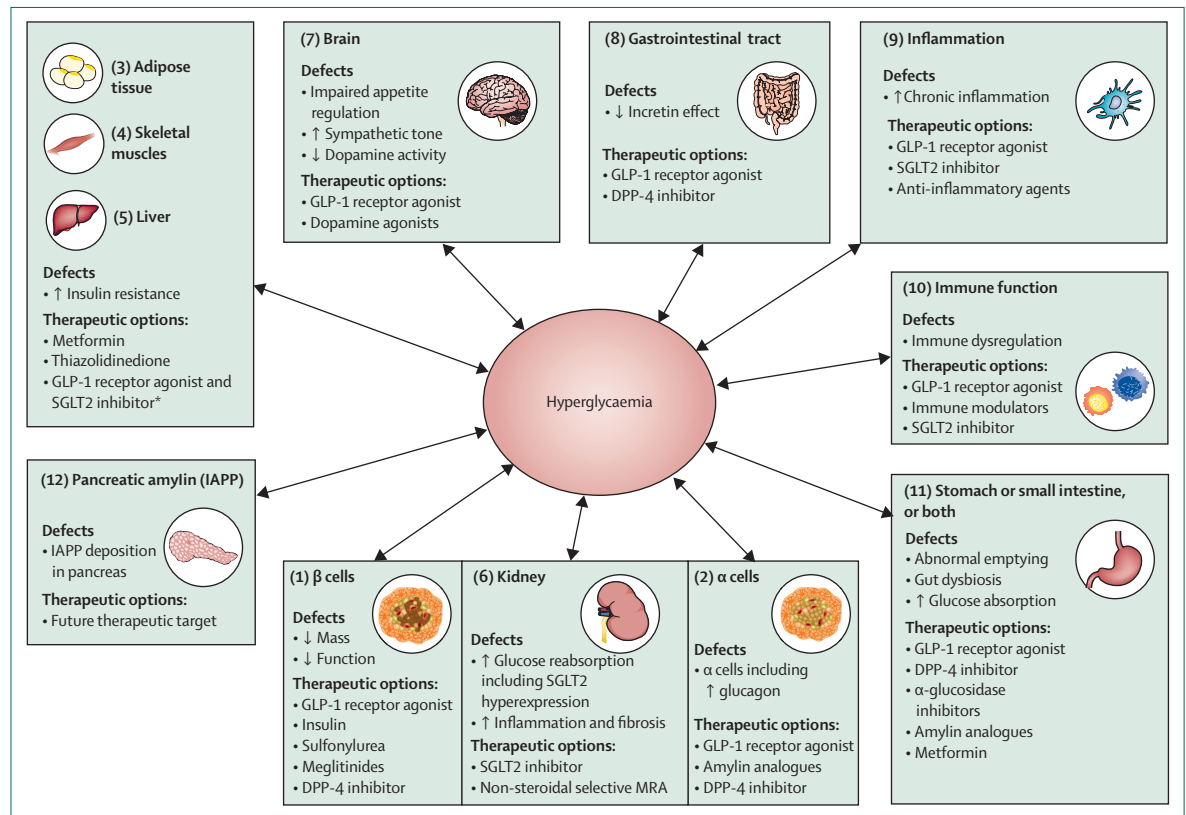 (3) Adipose
tissue
(4) Skeletal
muscles
(5) Liver
Defects
• ↑ Insulin resistance
Therapeutic options:
• Metformin
• Thiazolidinedione
• GLP-1 receptor agonist and
SGLT2 inhibitor*
(7) Brain
Defects
• Impaired appetite
regulation
• ↑ Sympathetic tone
• ↓ Dopamine activity
Therapeutic options:
• GLP-1 receptor agonist
• Dopamine agonists
(8) Gastrointestinal tract
Defects
• ↓ Incretin effect
Therapeutic options:
• GLP-1 receptor agonist
• DPP-4 inhibitor
(9) Inflammation
Defects
• ↑Chronic inflammation
Therapeutic options:
• GLP-1 receptor agonist
• SGLT2 inhibitor
• Anti-inflammatory agents
(10) Immune function
Defects
• Immune dysregulation
Therapeutic options:
• GLP-1 receptor agonist
• Immune modulators
• SGLT2 inhibitor
Hyperglycaemia
(12) Pancreatic amylin (IAPP)
Defects
• IAPP deposition
in pancreas
Therapeutic options:
• Future therapeutic target
(1) β cells
Defects
• ↓ Mass
• ↓ Function
Therapeutic options:
• GLP-1 receptor agonist
• Insulin
• Sulfonylurea
• Meglitinides
• DPP-4 inhibitor
(6) Kidney
Defects
• ↑ Glucose reabsorption
including SGLT2
hyperexpression
• ↑ Inflammation and fibrosis
Therapeutic options:
• SGLT2 inhibitor
• Non-steroidal selective MRA
(2) α cells
Defects
• α cells including
↑ glucagon
Therapeutic options:
• GLP-1 receptor agonist
• Amylin analogues
• DPP-4 inhibitor
(11) Stomach or small intestine,
or both
Defects
• Abnormal emptying
• Gut dysbiosis
• ↑ Glucose absorption
Therapeutic options:
• GLP-1 receptor agonist
• DPP-4 inhibitor
• α-glucosidase
inhibitors
• Amylin analogues
• Metformin